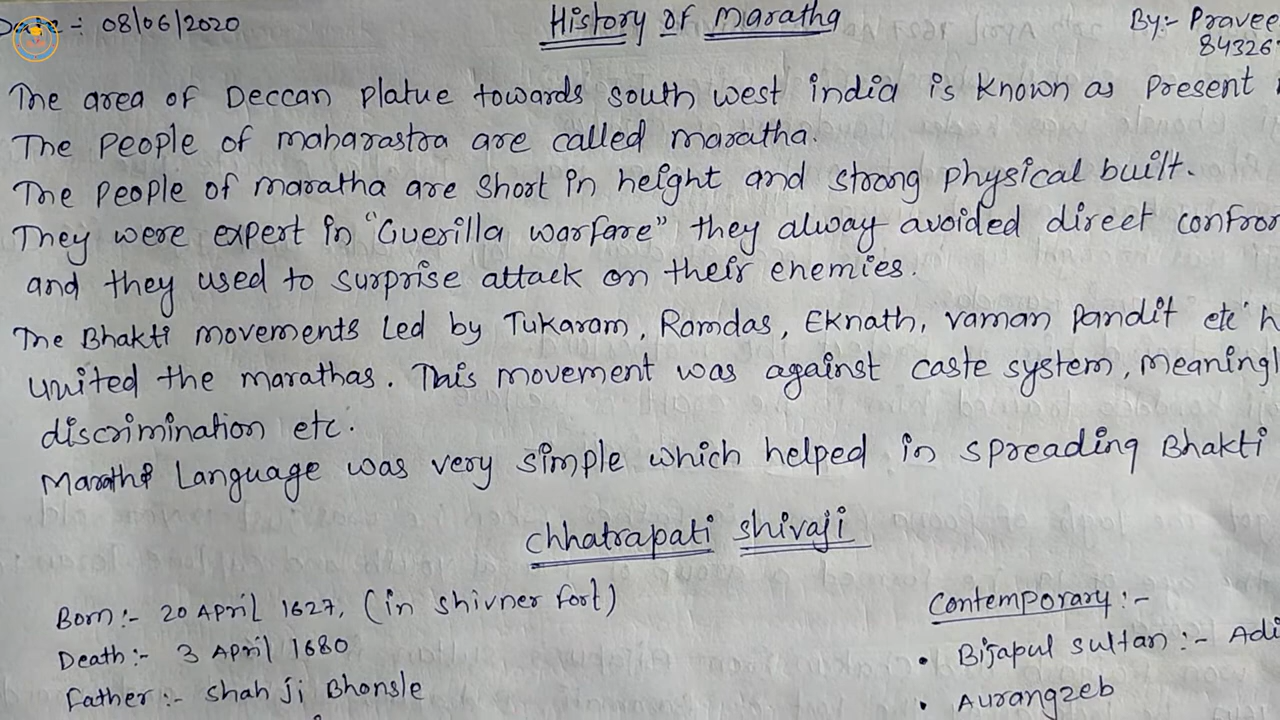 Date :- 08/06/2020
History of Maratha
By:- Pravee
84326
The area of Deccan Platue towards south west india is known as Present
The People of maharastra are called maratha.
The People of maratha are short in height and strong physical built.
They were expert in "Guerilla warfare" they alway avoided direct confron
and they used to surprise attack on their enemies.
The Bhakti movements Led by Tukaram, Ramdas, Eknath, vaman Pandit etc h
united the marathas. This movement was against caste system, meaningl
discrimination etc.
Marathi Language was very simple which helped in spreading Bhakti
chhatrapati shivaji
Born:- 20 April 1627, (in shivner fort)
Contemporary:-
Death:- 3 April 1680
• Bijapul sultan:- Adi
Father:- shah ji Bhonsle
• Aurangzeb